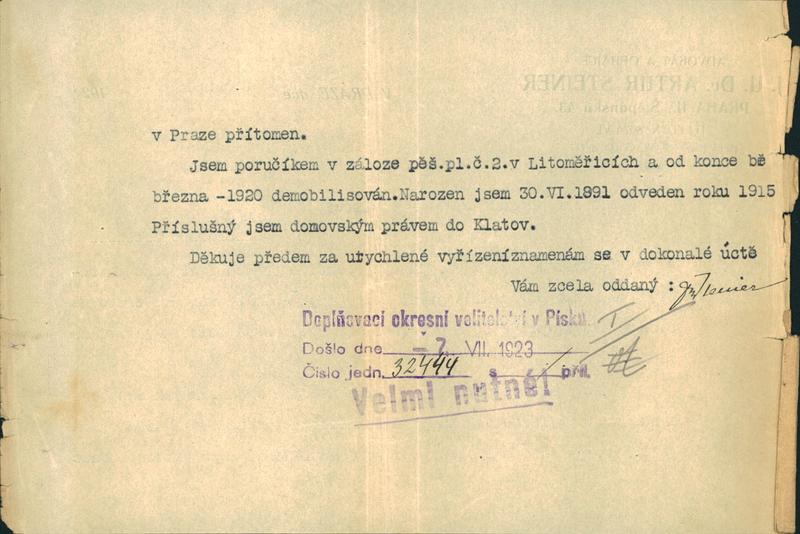 v Praze přítomen.
Jsem poručíkem v záloze pěš.pl.č.2.v Litoměřicích a od konce bě
března -1920 demobilisován.Narozen jsem 30.VI.1891 odveden roku 1915
Příslušný jsem domovským právem do Klatov.
Děkuje předem za urychlené vyřízeníznamenám se v dokonalé úctě
Vám zcela oddaný :
Doplňovací okresní velitelství v Písku.
Došlo dne -7. VII. 1923
Číslo jedn. 32444 s příl.
Velmi nutné!
ADVOKÁT A OBHÁJCE
J. U. Dr. ARTUR STEINER
V PRAZE, dne 192
PRAHA II., Štěpánská